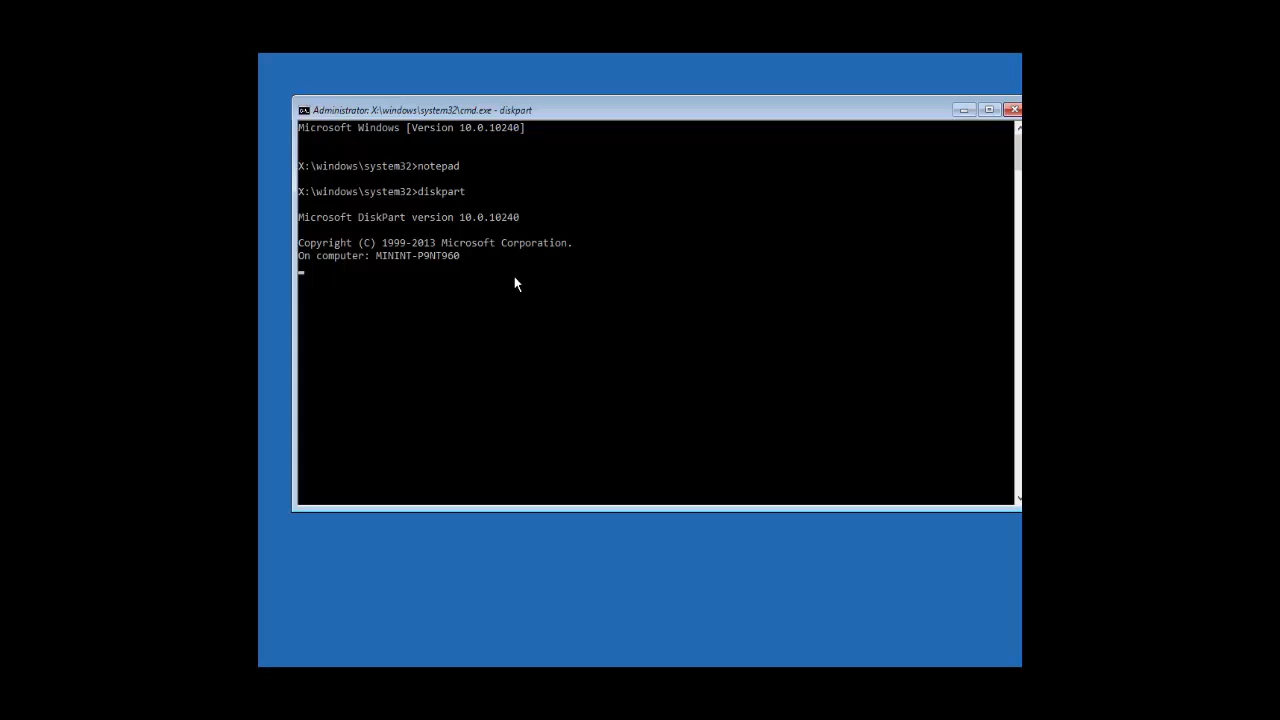 Administrator: X:\windows\system32\cmd.exe - diskpart
Microsoft Windows [Version 10.0.10240]
X:\windows\system32>notepad
X:\windows\system32>diskpart
Microsoft DiskPart version 10.0.10240
Copyright (C) 1999-2013 Microsoft Corporation.
On computer: MININT-P9NT960